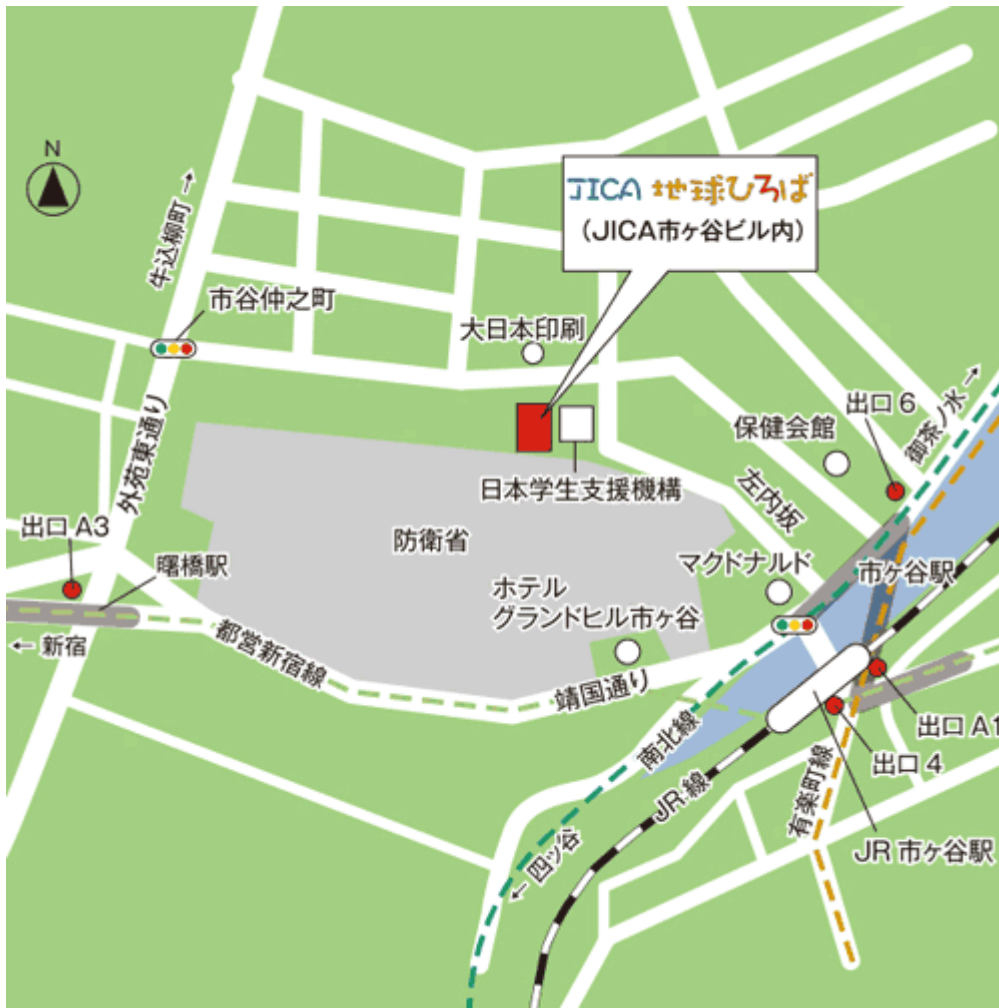 N
JICA 地球ひろば
(JICA市ヶ谷ビル内)
牛込柳町→
市谷仲之町
大日本印刷
出口 6
御茶ノ水→
保健会館
外苑東通り
日本学生支援機構
左内坂
出口 A3
防衛省
曙橋駅
マクドナルド
市ヶ谷駅
ホテル
グランドヒル市ヶ谷
← 新宿
都営新宿線
靖国通り
南北線
出口 A1
出口 4
JR 線
有楽町線
JR 市ヶ谷駅
←四ッ谷